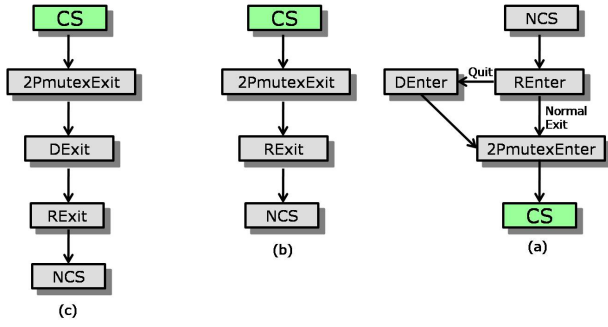 CS
2PmutexExit
DExit
RExit
NCS
(c)
CS
2PmutexExit
RExit
NCS
(b)
NCS
DEnter
Quit
REnter
Normal
Exit
2PmutexEnter
CS
(a)